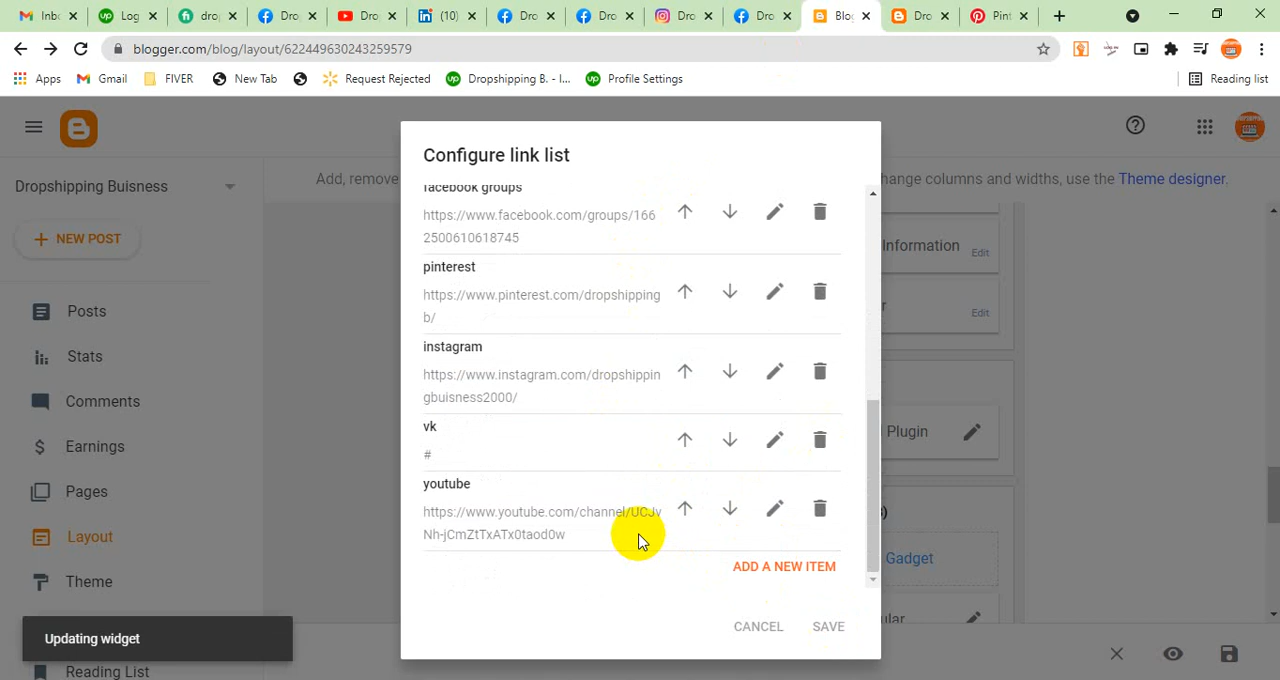 Inb
Log
dro
Dro
Dro
(10)
Dro
Dro
Dro
Dro
Blo
Dro
Pint
blogger.com/blog/layout/622449630243259579
Apps
Gmail
FIVER
New Tab
Request Rejected
Dropshipping B. - I...
Profile Settings
Reading list
Dropshipping Buisness
NEW POST
Posts
Stats
Comments
Earnings
Pages
Layout
Theme
Reading List
Updating widget
Add, remove
hange columns and widths, use the Theme designer.
Configure link list
facebook groups
https://www.facebook.com/groups/166
2500610618745
pinterest
https://www.pinterest.com/dropshipping
b/
instagram
https://www.instagram.com/dropshippin
gbuisness2000/
vk
#
youtube
https://www.youtube.com/channel/UCJv
Nh-jCmZtTxATx0taod0w
ADD A NEW ITEM
CANCEL
SAVE
Information
Edit
r
Edit
Plugin
s)
Gadget
ular